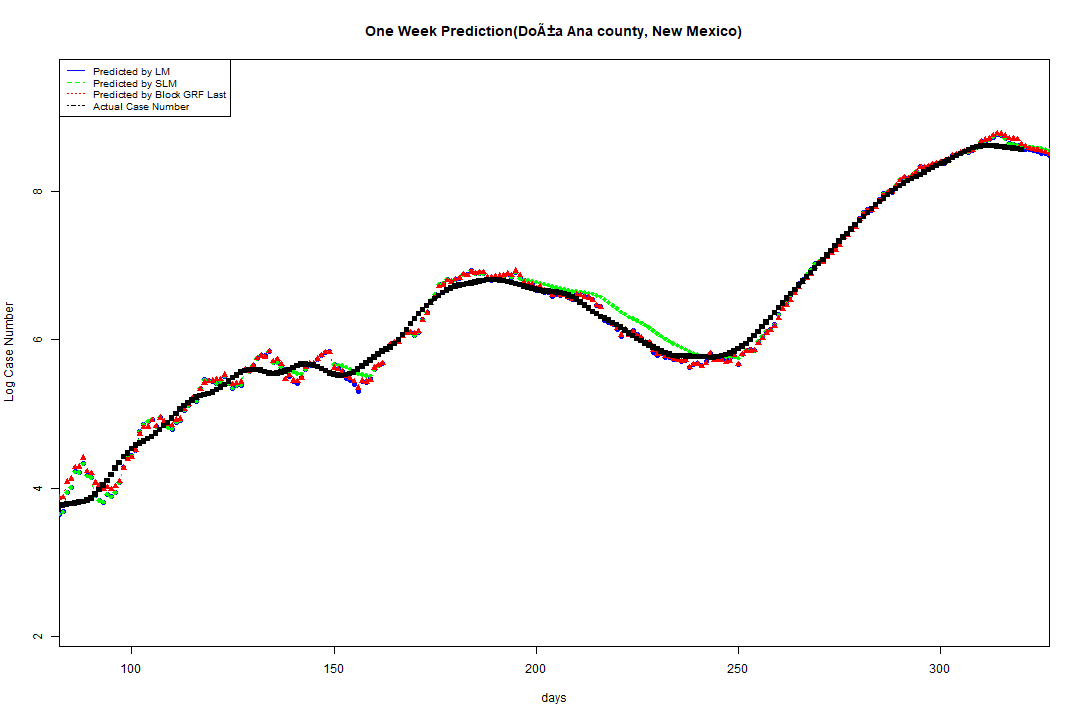 One Week Prediction(DoÃ±a Ana county, New Mexico)
Predicted by LM
Predicted by SLM
Predicted by Block GRF Last
Actual Case Number
8
6
4
2
Log Case Number
100 150 200 250 300
days